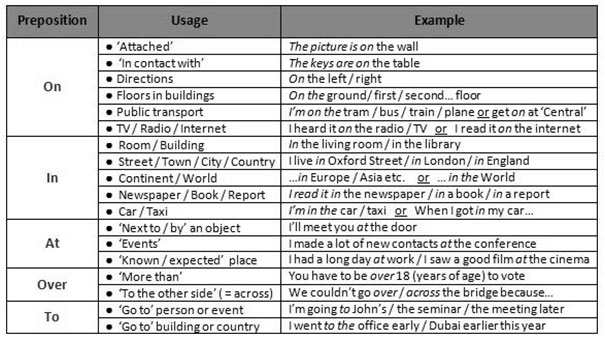 Preposition Usage Example
On
● ‘Attached’ The picture is on the wall
● ‘In contact with’ The keys are on the table
● Directions On the left / right
● Floors in buildings On the ground / first / second… floor
● Public transport I’m on the tram / bus / train / plane or get on at ‘Central’
● TV / Radio / Internet I heard it on the radio / TV or I read it on the internet
In
● Room / Building In the living room / in the library
● Street / Town / City / Country I live in Oxford Street / in London / in England
● Continent / World …in Europe / Asia etc. or … in the World
● Newspaper / Book / Report I read it in the newspaper / in a book / in a report
● Car / Taxi I’m in the car / taxi or When I got in my car…
At
● ‘Next to / by’ an object I’ll meet you at the door
● ‘Events’ I made a lot of new contacts at the conference
● ‘Known / expected’ place I had a long day at work / I saw a good film at the cinema
Over
● ‘More than’ You have to be over 18 (years of age) to vote
● ‘To the other side’ ( = across) We couldn’t go over / across the bridge because…
To
● ‘Go to’ person or event I’m going to John’s / the seminar / the meeting later
● ‘Go to’ building or country I went to the office early / Dubai earlier this year